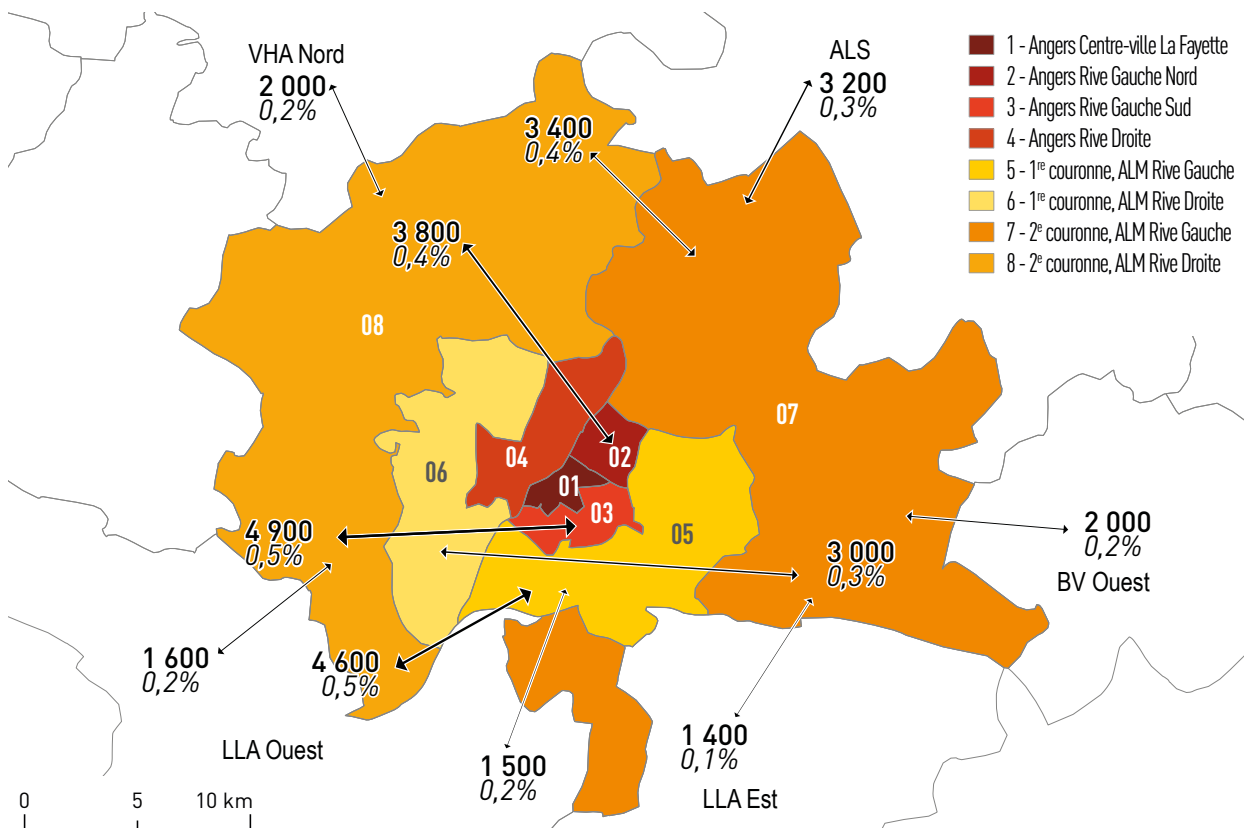 VHA Nord
2 000
0,2%
ALS
3 200
0,3%
3 400
0,4%
3 800
0,4%
1 - Angers Centre-ville La Fayette
2 - Angers Rive Gauche Nord
3 - Angers Rive Gauche Sud
4 - Angers Rive Droite
5 - 1re couronne, ALM Rive Gauche
6 - 1re couronne, ALM Rive Droite
7 - 2e couronne, ALM Rive Gauche
8 - 2e couronne, ALM Rive Droite
08
07
06
04
02
01
03
05
4 900
0,5%
3 000
0,3%
2 000
0,2%
BV Ouest
1 600
0,2%
4 600
0,5%
LLA Ouest
1 500
0,2%
1 400
0,1%
LLA Est
0 5 10 km